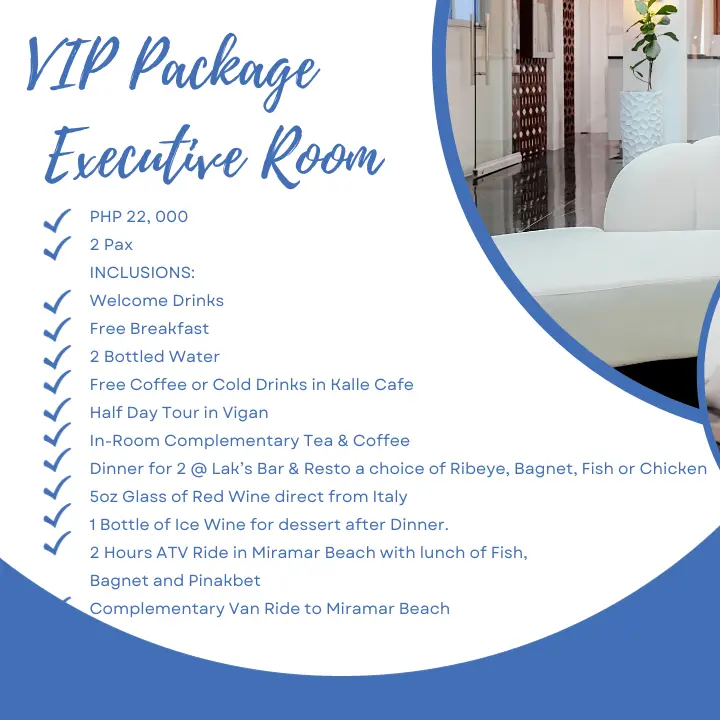 VIP Package
Executive Room
PHP 22, 000
2 Pax
INCLUSIONS:
Welcome Drinks
Free Breakfast
2 Bottled Water
Free Coffee or Cold Drinks in Kalle Cafe
Half Day Tour in Vigan
In-Room Complementary Tea & Coffee
Dinner for 2 @ Lak’s Bar & Resto a choice of Ribeye, Bagnet, Fish or Chicken
5oz Glass of Red Wine direct from Italy
1 Bottle of Ice Wine for dessert after Dinner.
2 Hours ATV Ride in Miramar Beach with lunch of Fish,
Bagnet and Pinakbet
Complementary Van Ride to Miramar Beach